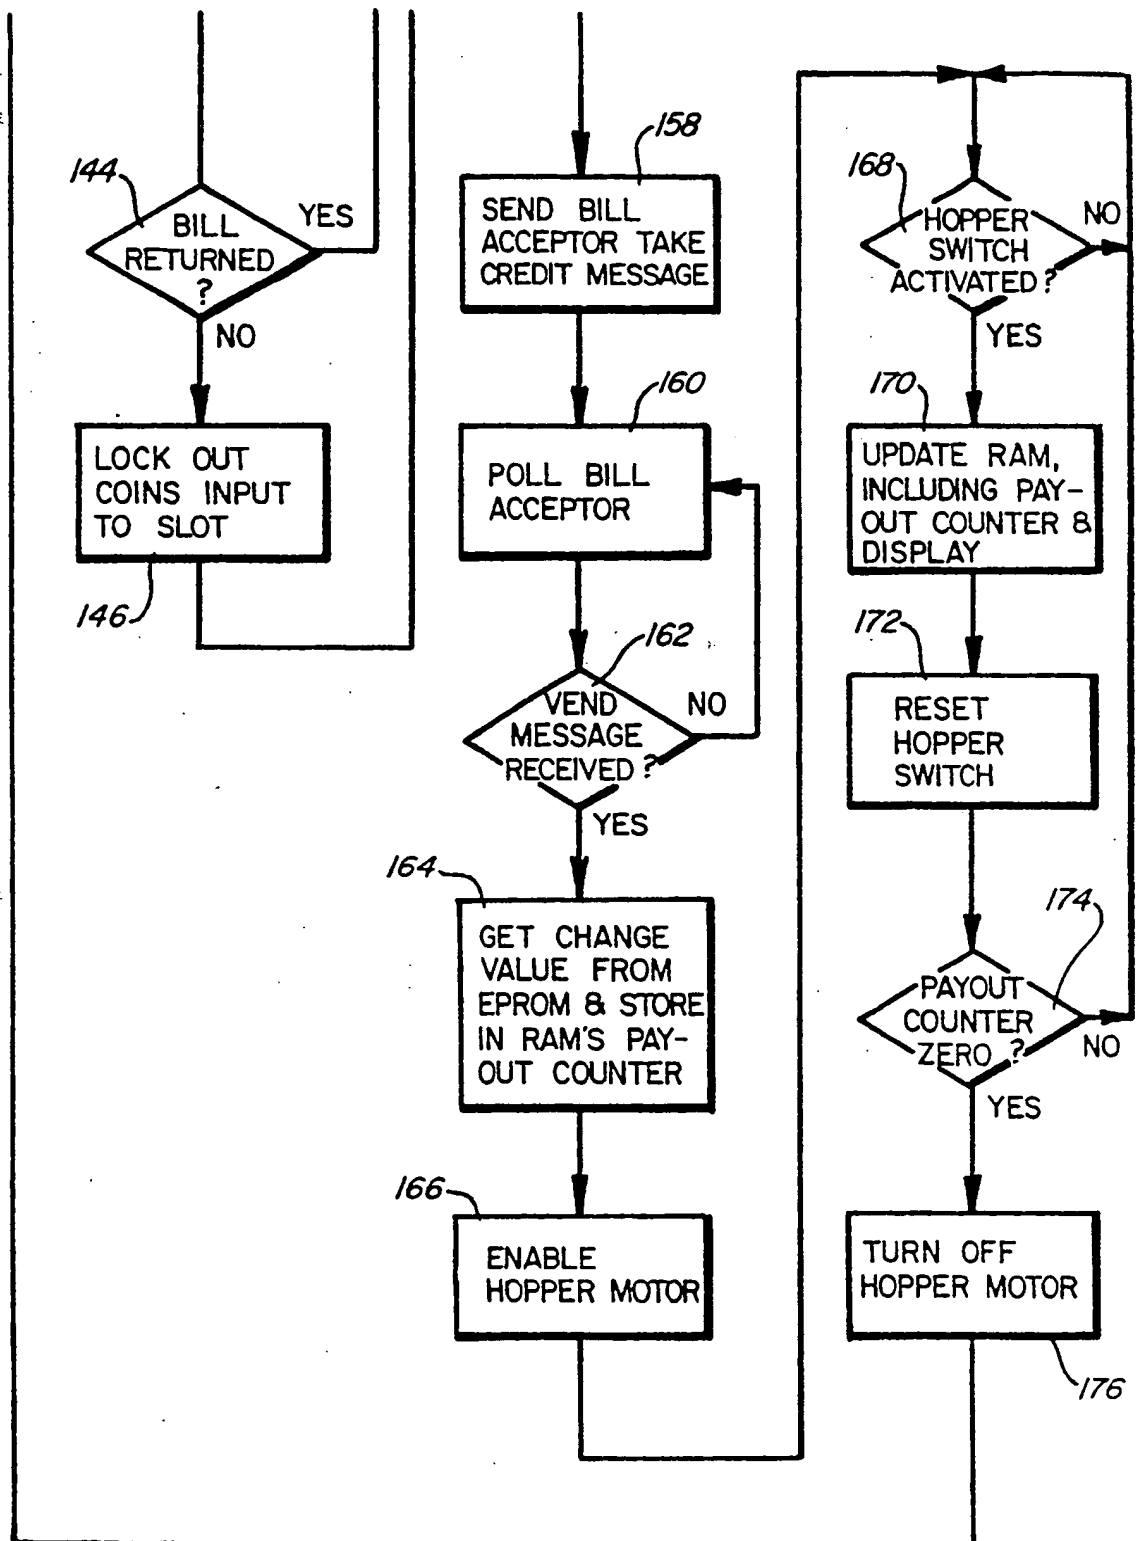 144
BILL
RETURNED
?
YES
NO
LOCK OUT
COINS INPUT
TO SLOT
146
158
SEND BILL
ACCEPTOR TAKE
CREDIT MESSAGE
160
POLL BILL
ACCEPTOR
162
VEND
MESSAGE
RECEIVED ?
NO
YES
164
GET CHANGE
VALUE FROM
EPROM & STORE
IN RAM'S PAY-
OUT COUNTER
166
ENABLE
HOPPER MOTOR
168
HOPPER
SWITCH
ACTIVATED ?
NO
YES
170
UPDATE RAM,
INCLUDING PAY-
OUT COUNTER &
DISPLAY
172
RESET
HOPPER
SWITCH
174
PAYOUT
COUNTER
ZERO ?
NO
YES
TURN OFF
HOPPER MOTOR
176